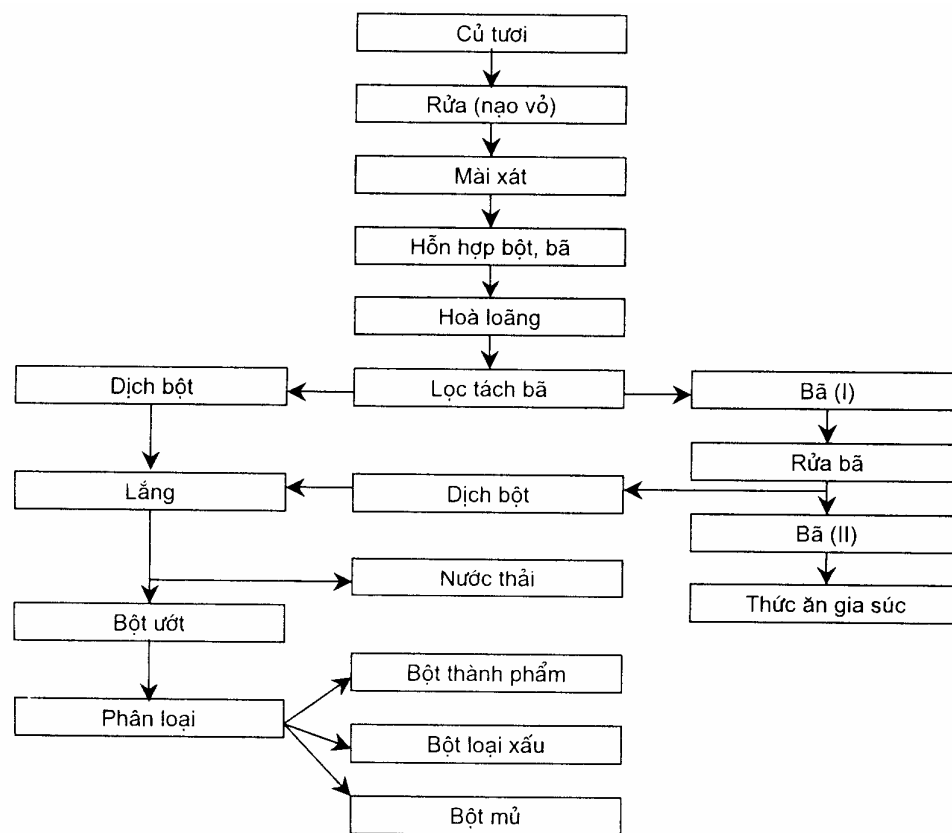 Củ tươi
Rửa (nạo vỏ)
Mài xát
Hỗn hợp bột, bã
Hoà loãng
Dịch bột
Lọc tách bã
Bã (I)
Rửa bã
Lắng
Dịch bột
Bã (II)
Nước thải
Thức ăn gia súc
Bột ướt
Bột thành phẩm
Phân loại
Bột loại xấu
Bột mủ